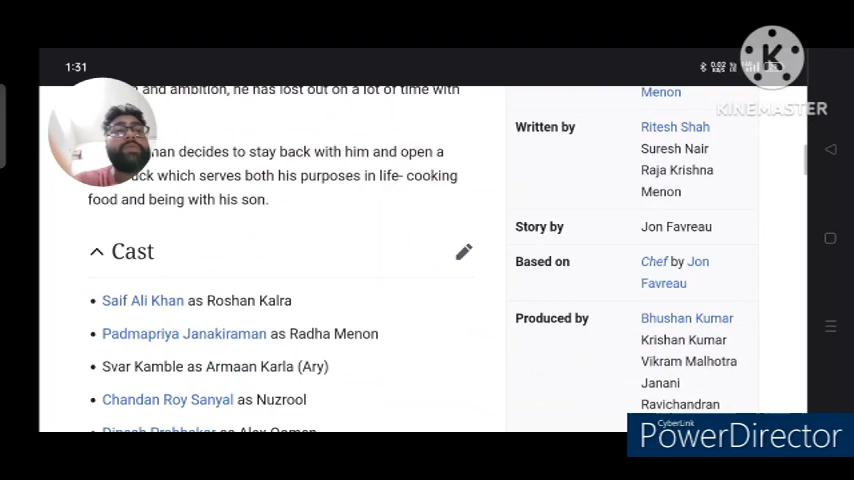 1:31
0.02
KINEMASTER
and ambition, he has lost out on a lot of time with
decides to stay back with him and open a
which serves both his purposes in life- cooking
food and being with his son.
Cast
Saif Ali Khan as Roshan Kalra
Padmapriya Janakiraman as Radha Menon
Svar Kamble as Armaan Karla (Ary)
Chandan Roy Sanyal as Nuzrool
Menon
Written by
Ritesh Shah
Suresh Nair
Raja Krishna
Menon
Story by
Jon Favreau
Based on
Chef by Jon
Favreau
Produced by
Bhushan Kumar
Krishan Kumar
Vikram Malhotra
Janani
Ravichandran
CyberLink
PowerDirector